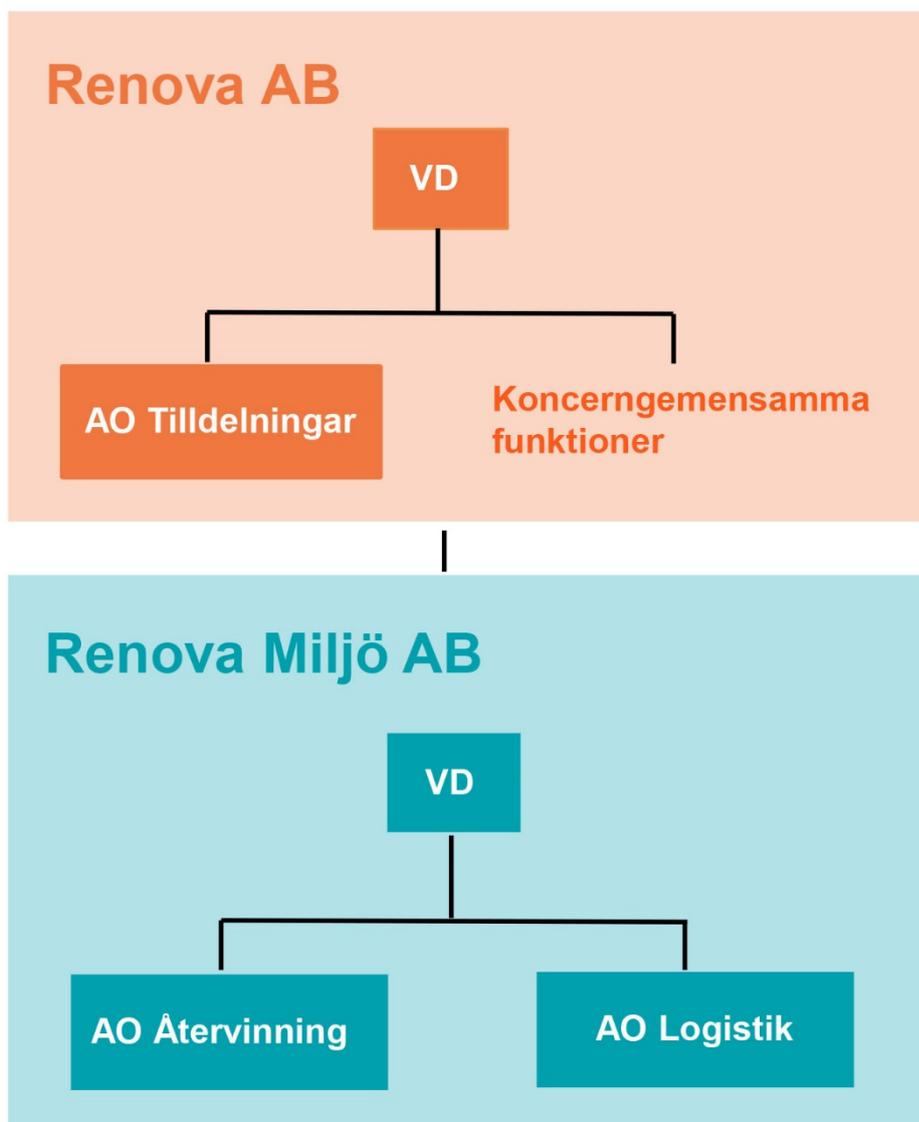 Renova AB
VD
AO Tilldelningar
Koncerngemensamma
funktioner
Renova Miljö AB
VD
AO Återvinning
AO Logistik